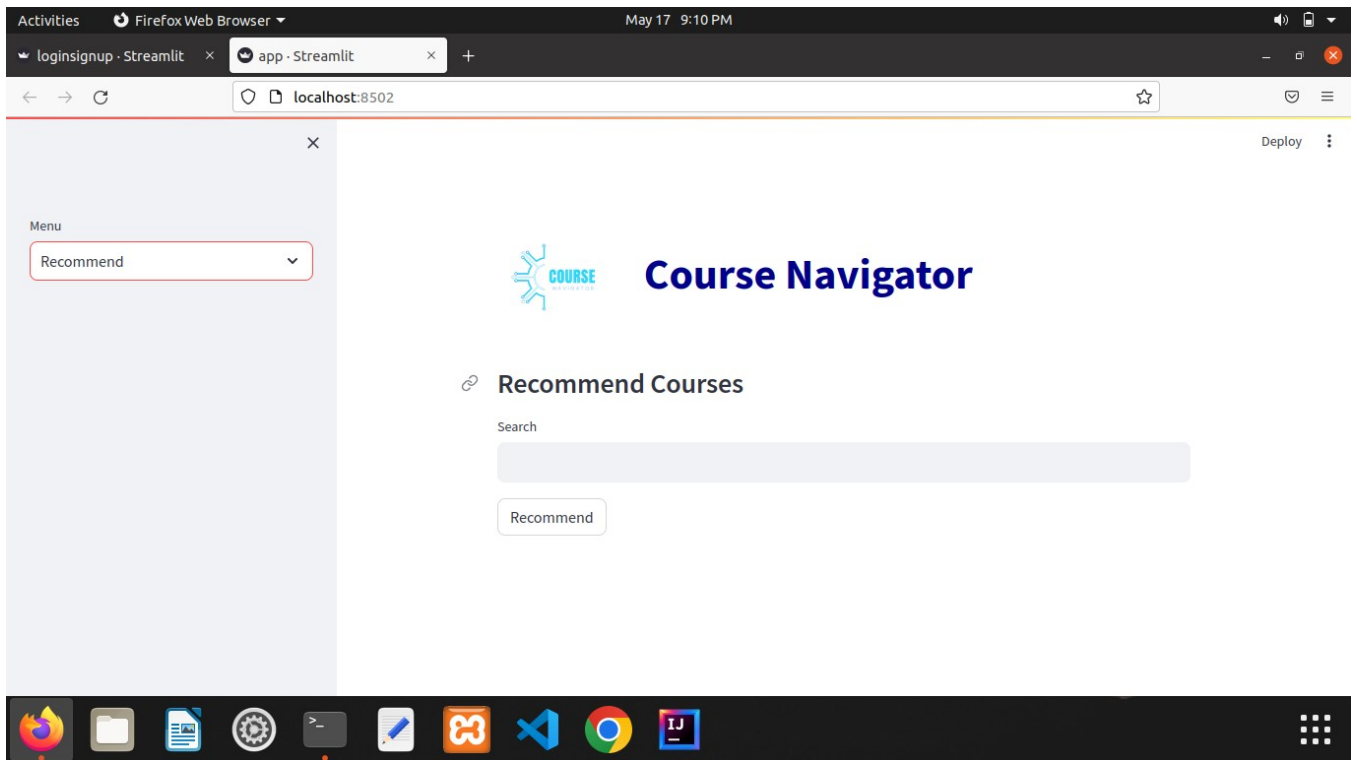 Activities Firefox Web Browser May 17 9:10 PM
loginsignup · Streamlit app · Streamlit
localhost:8502
Deploy
Menu
Recommend
COURSE
NAVIGATOR
Course Navigator
Recommend Courses
Search
Recommend
>_
IJ